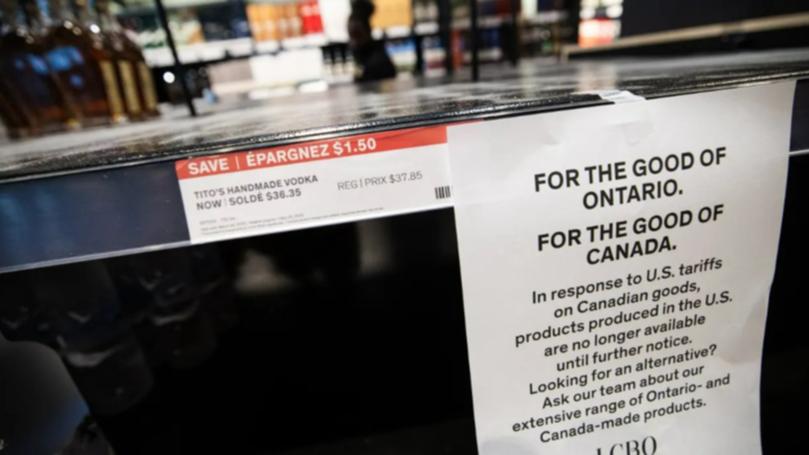 SAVE | ÉPARGNEZ $1.50
TITO'S HANDMADE VODKA
NOW | SOLDÉ $36.35
REG | PRIX $37.85
FOR THE GOOD OF
ONTARIO.
FOR THE GOOD OF
CANADA.
In response to U.S. tariffs
on Canadian goods,
products produced in the U.S.
are no longer available
until further notice.
Looking for an alternative?
Ask our team about our
extensive range of Ontario- and
Canada-made products.
LCBO